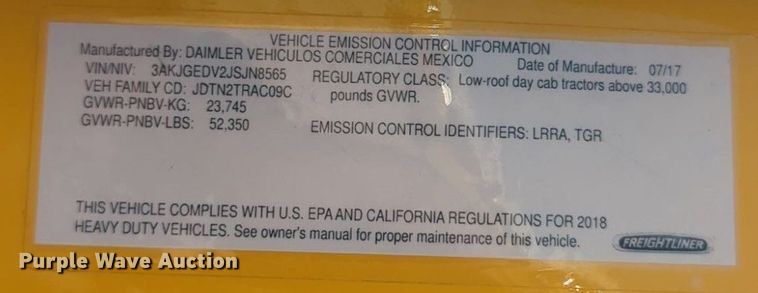 VEHICLE EMISSION CONTROL INFORMATION
Manufactured By: DAIMLER VEHICULOS COMERCIALES MEXICO Date of Manufacture: 07/17
VIN/NIV: 3AKJGEDV2JSJN8565 REGULATORY CLASS: Low-roof day cab tractors above 33,000
VEH FAMILY CD: JDTN2TRAC09C pounds GVWR.
GVWR-PNBV-KG: 23,745
GVWR-PNBV-LBS: 52,350 EMISSION CONTROL IDENTIFIERS: LRRA, TGR
THIS VEHICLE COMPLIES WITH U.S. EPA AND CALIFORNIA REGULATIONS FOR 2018
HEAVY DUTY VEHICLES. See owner's manual for proper maintenance of this vehicle.
FREIGHTLINER
Purple Wave Auction